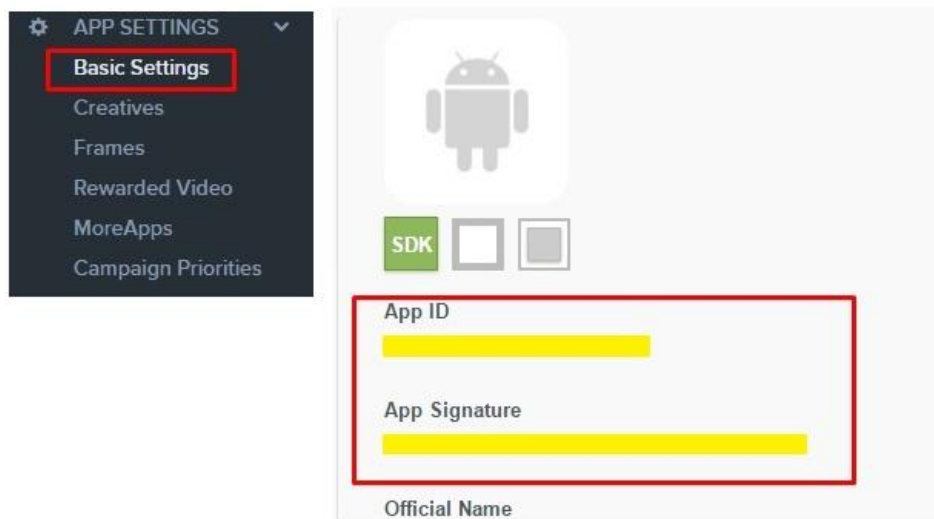 APP SETTINGS
Basic Settings
Creatives
Frames
Rewarded Video
MoreApps
Campaign Priorities
SDK
App ID
App Signature
Official Name